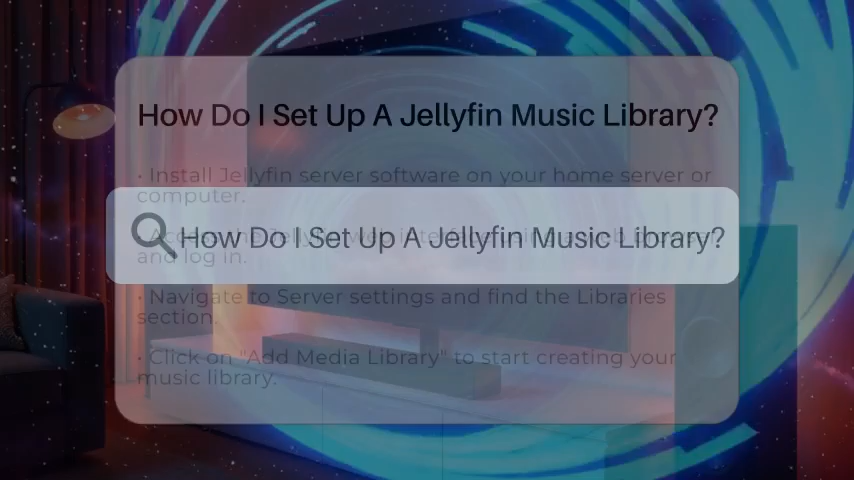 How Do I Set Up A Jellyfin Music Library?
• Install Jellyfin server software on your home server or
computer.
How Do I Set Up A Jellyfin Music Library?
and log in.
• Navigate to Server settings and find the Libraries
section.
• Click on "Add Media Library" to start creating your
music library.